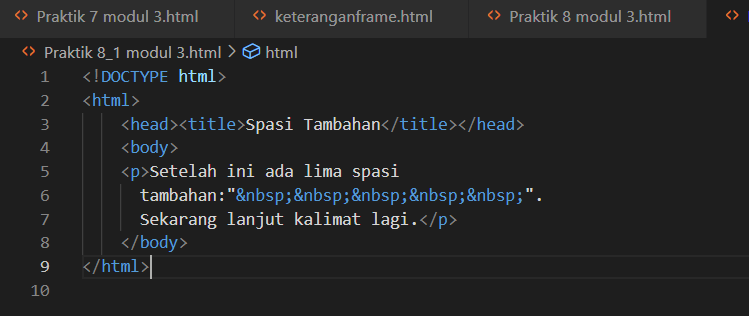 <> Praktik 7 modul 3.html <> keteranganframe.html <> Praktik 8 modul 3.html <>
<> Praktik 8_1 modul 3.html > html
1 <!DOCTYPE html>
2 <html>
3 <head><title>Spasi Tambahan</title></head>
4 <body>
5 <p>Setelah ini ada lima spasi
6 tambahan:"&nbsp;&nbsp;&nbsp;&nbsp;&nbsp;".
7 Sekarang lanjut kalimat lagi.</p>
8 </body>
9 </html>
10